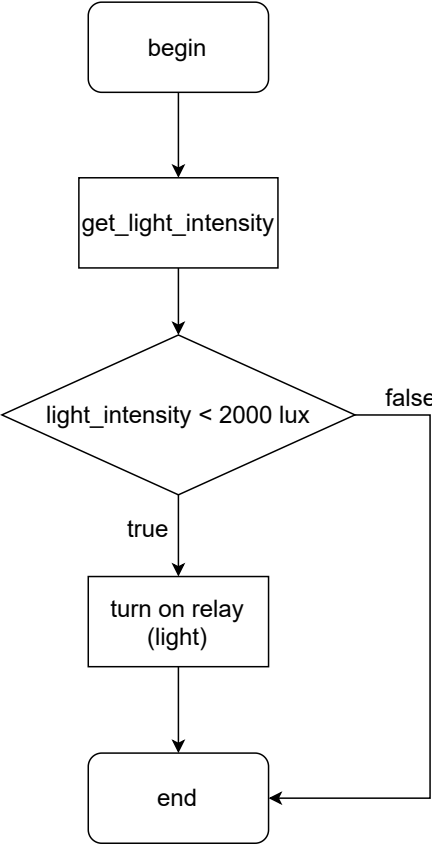 begin
get_light_intensity
light_intensity < 2000 lux
false
true
turn on relay
(light)
end